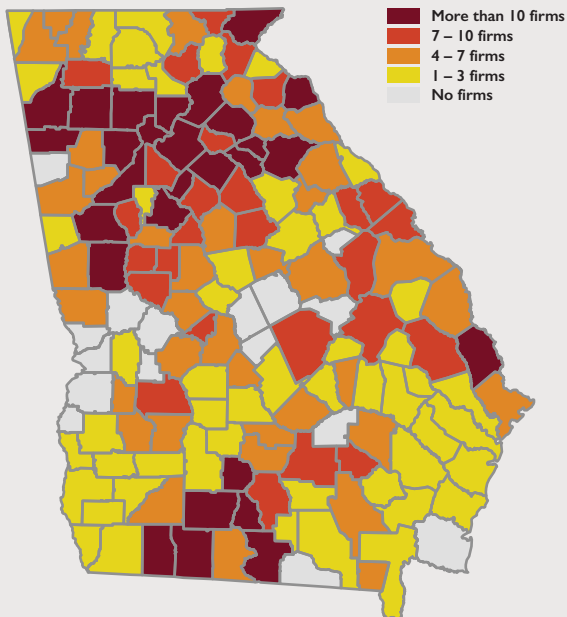 More than 10 firms
7 – 10 firms
4 – 7 firms
1 – 3 firms
No firms